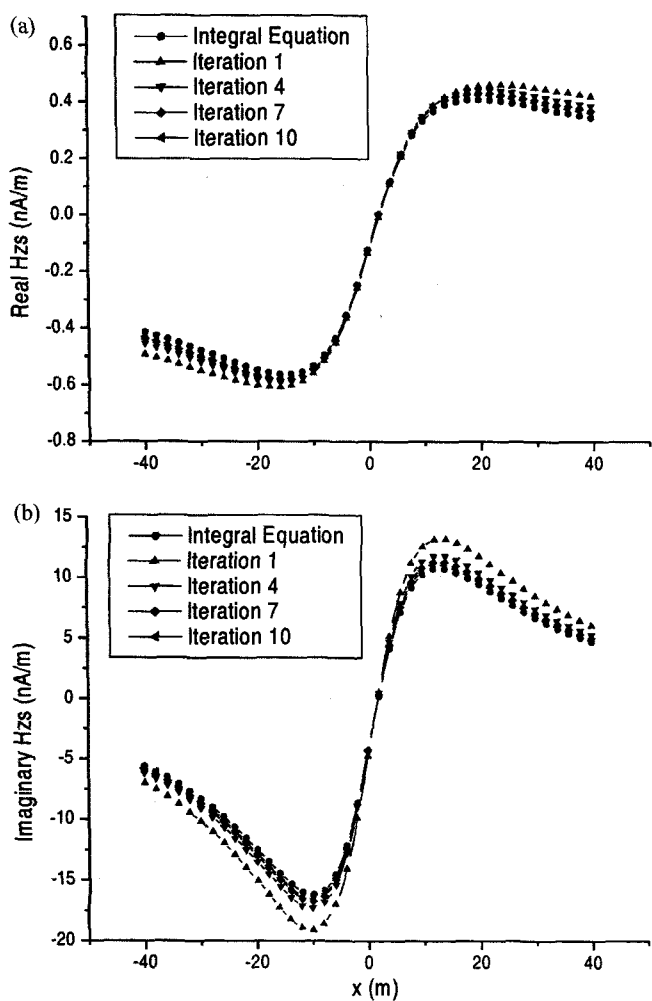 (a)
Integral Equation
Iteration 1
Iteration 4
Iteration 7
Iteration 10
Real Hzs (nA/m)
0.8
0.4
0.0
-0.2
-0.4
-0.6
-0.8
-40
-20
0
20
40
(b)
Integral Equation
Iteration 1
Iteration 4
Iteration 7
Iteration 10
Imaginary Hzs (nA/m)
15
10
5
0
-5
-10
-15
-20
-40
-20
0
20
40
x (m)